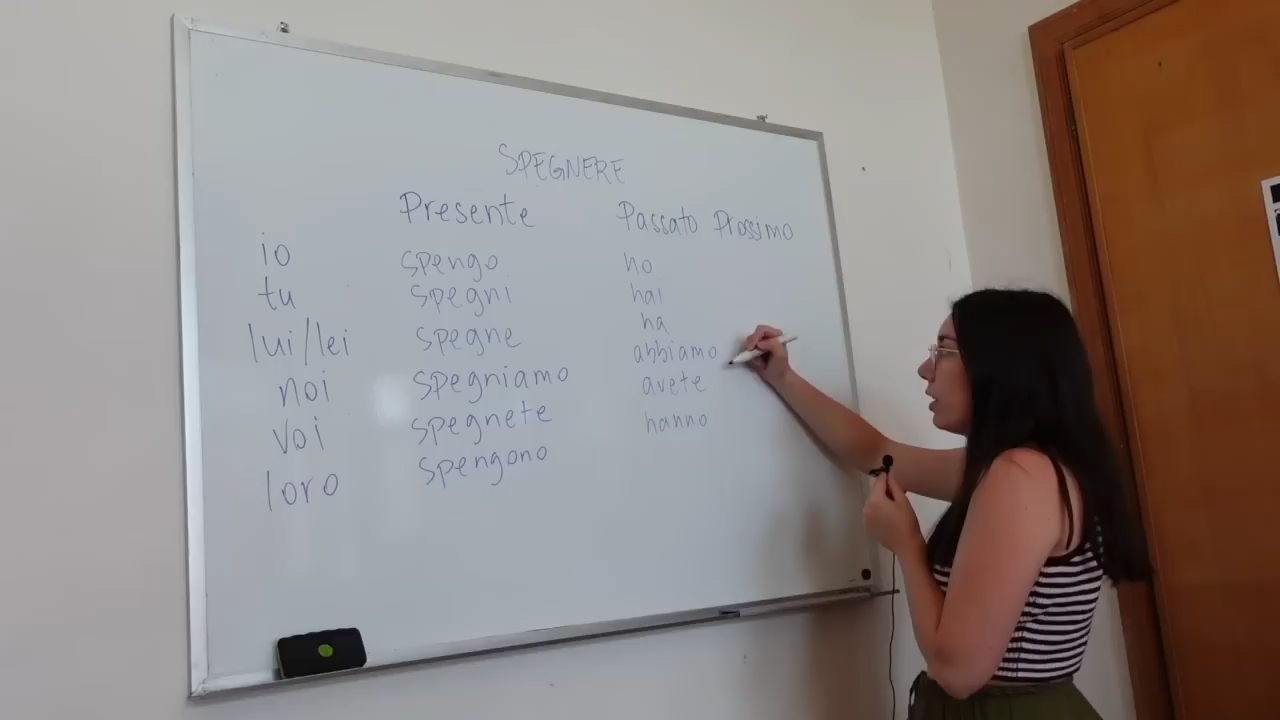 SPEGNERE
Presente Passato Prossimo
io spengo ho
tu spegni hai
lui/lei spegne ha
noi spegniamo abbiamo
voi spegnete avete
loro spengono hanno